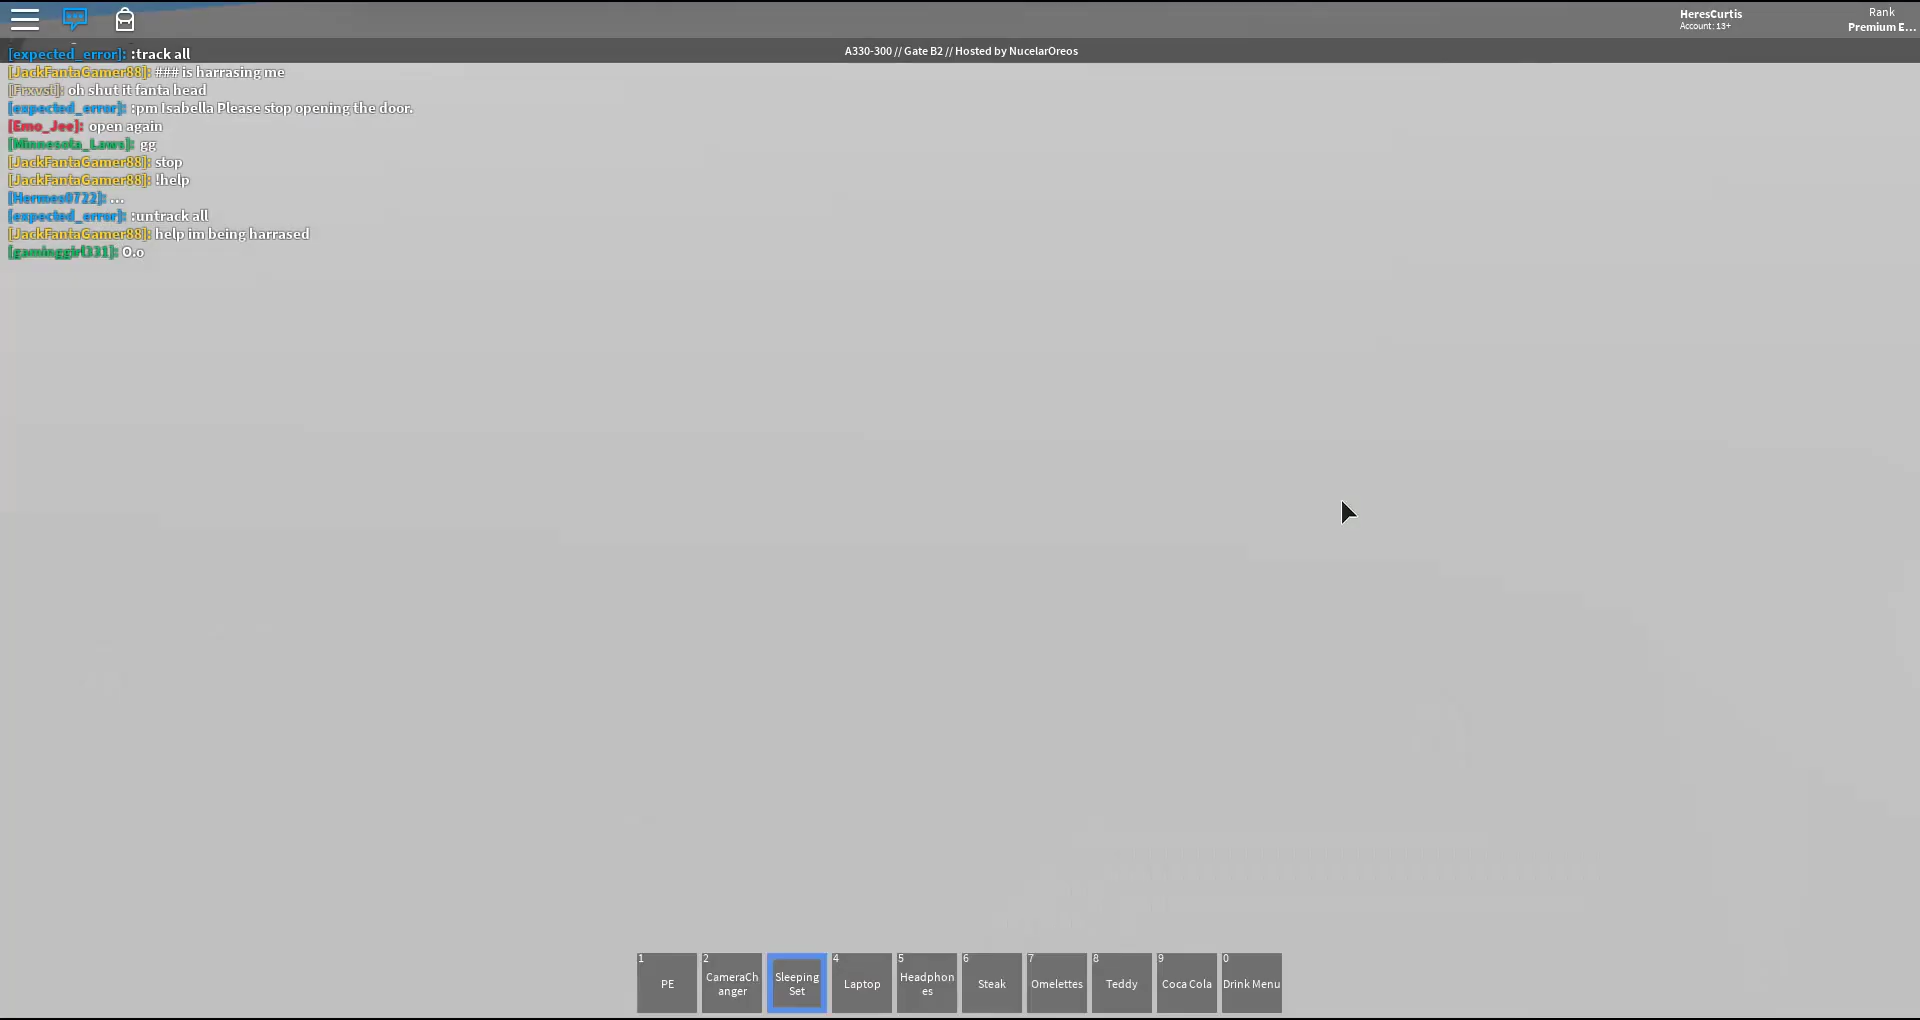 HeresCurtis
Account: 13+
Rank
Premium E...
A330-300 // Gate B2 // Hosted by NucelarOreos
[expected_error]: :track all
[JackFantaGamer88]: ### is harrasing me
[Frxvst]: oh shut it fanta head
[expected_error]: :pm Isabella Please stop opening the door.
[Emo_Jee]: open again
[Minnesota_Laws]: gg
[JackFantaGamer88]: stop
[JackFantaGamer88]: !help
[Hermes0722]: ...
[expected_error]: :untrack all
[JackFantaGamer88]: help im being harrased
[gaminggirl331]: O.o
1 PE
2 CameraCh
anger
Sleeping
Set
4 Laptop
5 Headphon
es
6 Steak
7 Omelettes
8 Teddy
9 Coca Cola
0 Drink Menu